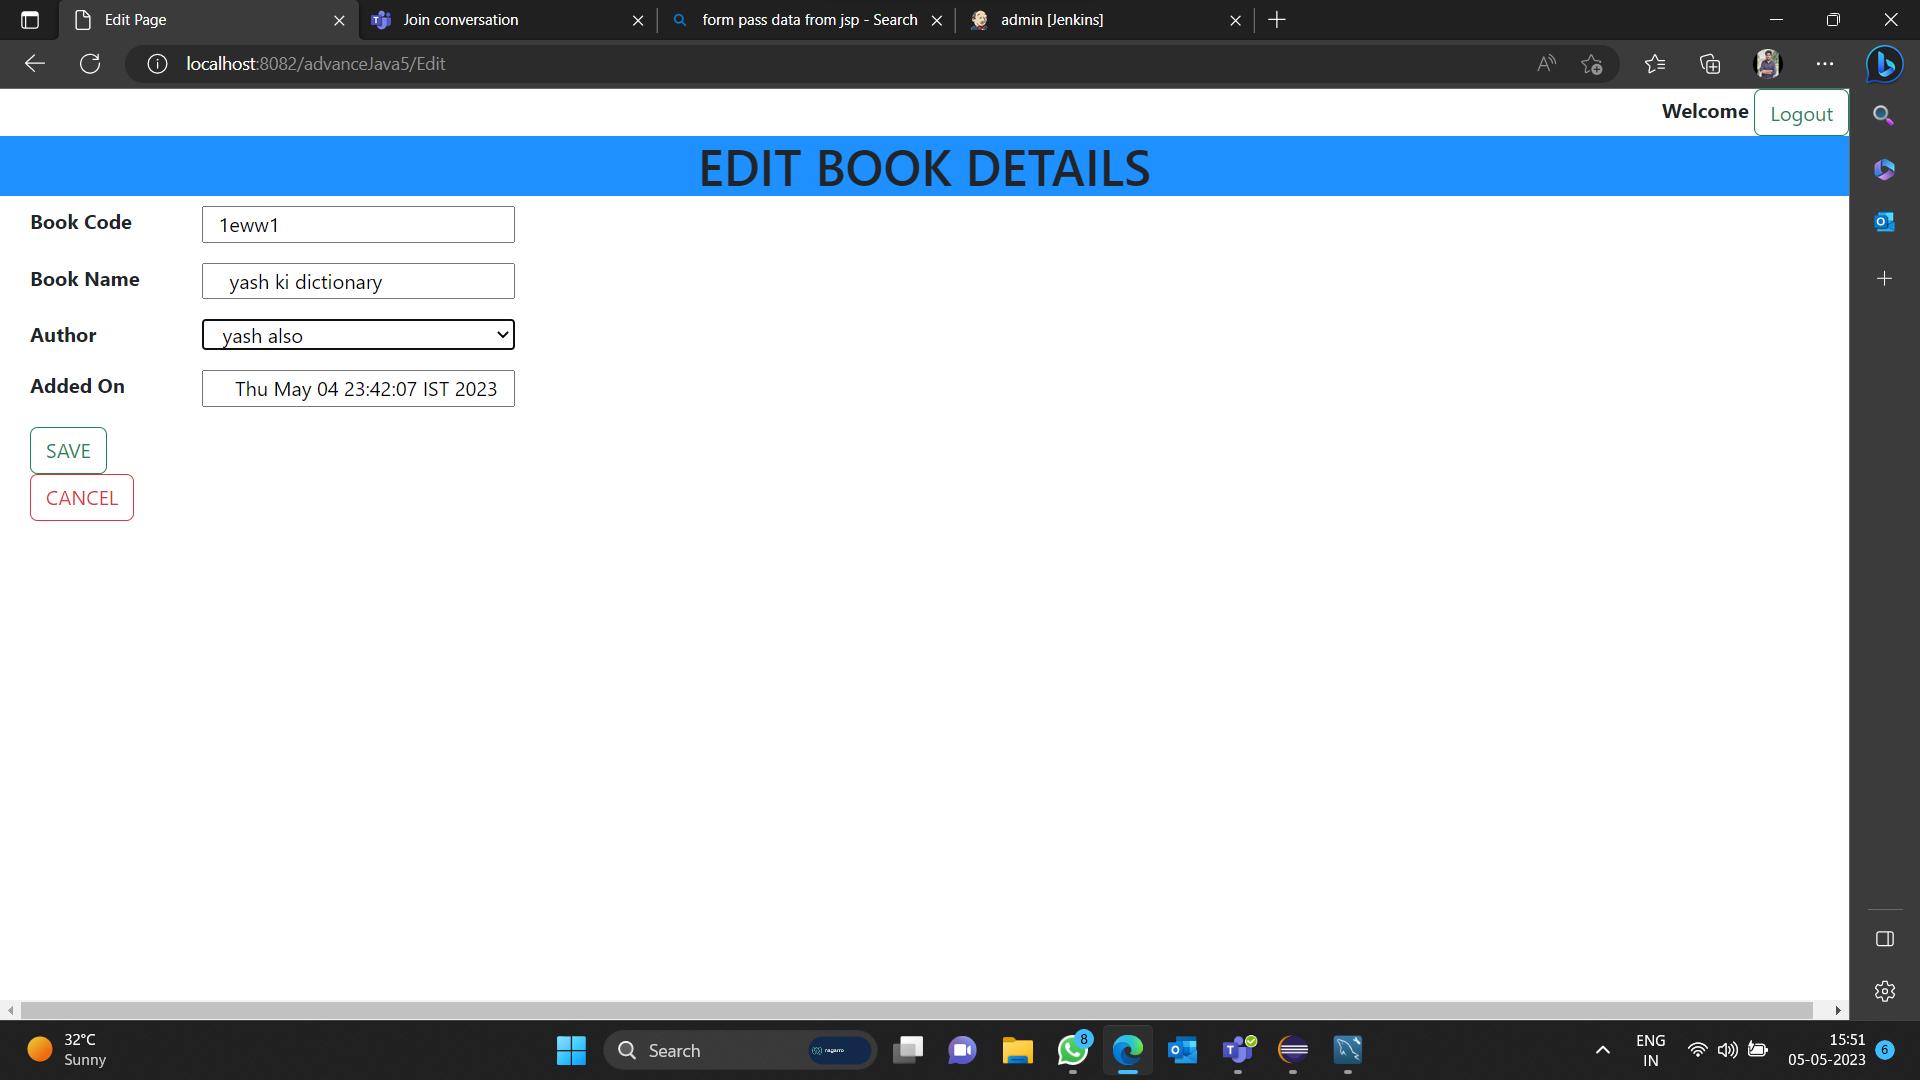 Edit Page
Join conversation
form pass data from jsp - Search
admin [Jenkins]
localhost:8082/advanceJava5/Edit
Welcome Logout
EDIT BOOK DETAILS
Book Code 1eww1
Book Name yash ki dictionary
Author yash also
Added On Thu May 04 23:42:07 IST 2023
SAVE
CANCEL
32°C
Sunny
Search
nagarro
8
ENG
IN
15:51
05-05-2023
6